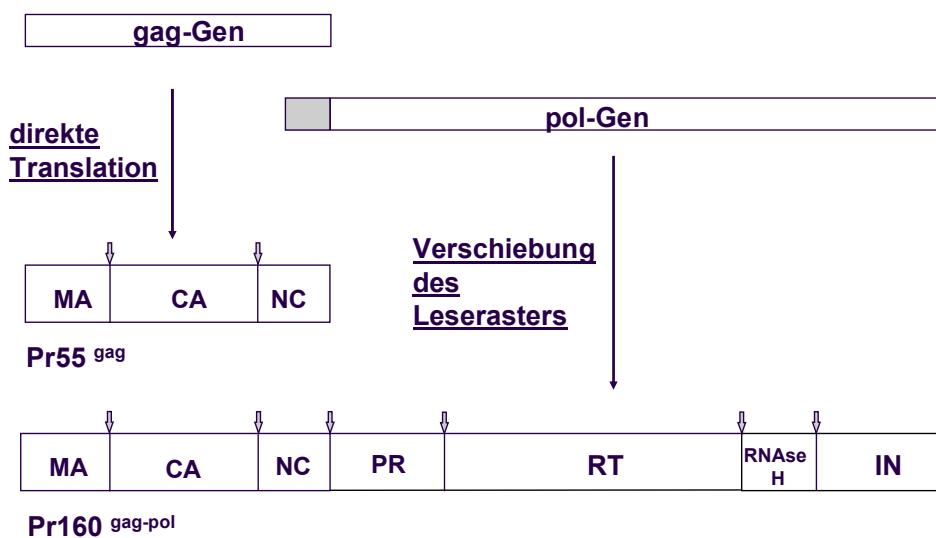 gag-Gen
pol-Gen
direkte
Translation
Verschiebung
des
Leserasters
MA CA NC
Pr55 gag
MA CA NC PR RT RNAse
H
IN
Pr160 gag-pol